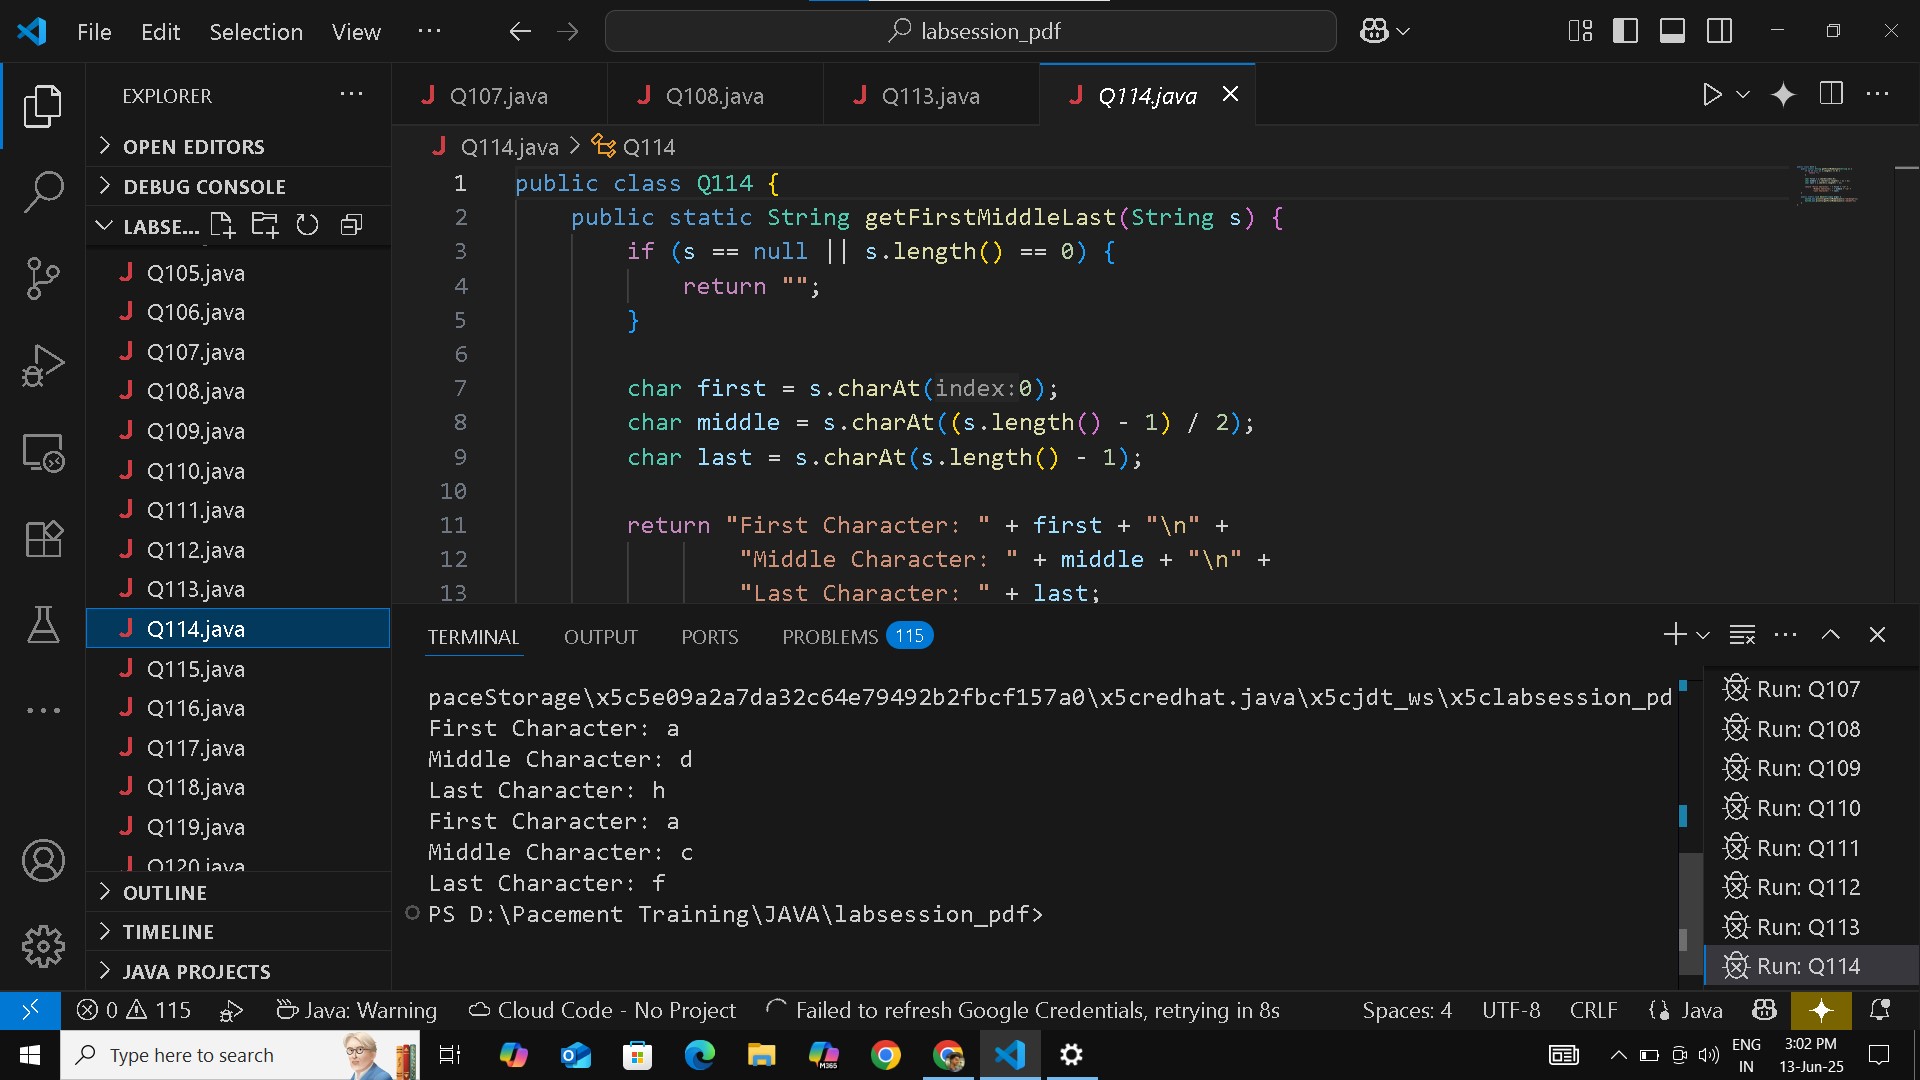 File Edit Selection View ··· labsession_pdf
EXPLORER ···
OPEN EDITORS
DEBUG CONSOLE
LABSE...
Q105.java
Q106.java
Q107.java
Q108.java
Q109.java
Q110.java
Q111.java
Q112.java
Q113.java
Q114.java
Q115.java
Q116.java
Q117.java
Q118.java
Q119.java
Q120.java
OUTLINE
TIMELINE
JAVA PROJECTS
J Q107.java J Q108.java J Q113.java J Q114.java
J Q114.java > Q114
1 public class Q114 {
2 public static String getFirstMiddleLast(String s) {
3 if (s == null || s.length() == 0) {
4 return "";
5 }
6
7 char first = s.charAt(index:0);
8 char middle = s.charAt((s.length() - 1) / 2);
9 char last = s.charAt(s.length() - 1);
10
11 return "First Character: " + first + "\n" +
12 "Middle Character: " + middle + "\n" +
13 "Last Character: " + last;
TERMINAL OUTPUT PORTS PROBLEMS 115
paceStorage\x5c5e09a2a7da32c64e79492b2fbcf157a0\x5credhat.java\x5cjdt_ws\x5clabsession_pd
First Character: a
Middle Character: d
Last Character: h
First Character: a
Middle Character: c
Last Character: f
PS D:\Pacement Training\JAVA\labsession_pdf>
Run: Q107
Run: Q108
Run: Q109
Run: Q110
Run: Q111
Run: Q112
Run: Q113
Run: Q114
0 115 Java: Warning Cloud Code - No Project Failed to refresh Google Credentials, retrying in 8s Spaces: 4 UTF-8 CRLF {} Java
Type here to search M365 ENG IN 3:02 PM 13-Jun-25